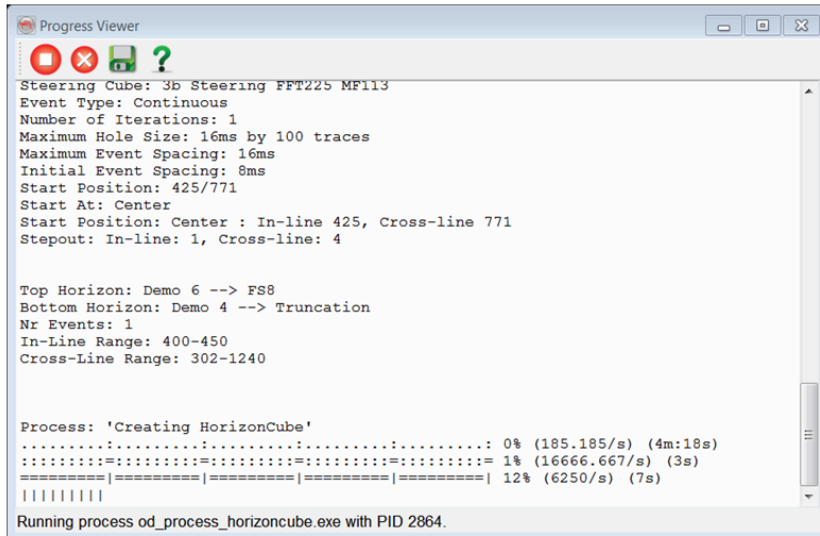 Progress Viewer
Steering Cube: 3b Steering FFT225 MF113
Event Type: Continuous
Number of Iterations: 1
Maximum Hole Size: 16ms by 100 traces
Maximum Event Spacing: 16ms
Initial Event Spacing: 8ms
Start Position: 425/771
Start At: Center
Start Position: Center : In-line 425, Cross-line 771
Stepout: In-line: 1, Cross-line: 4
Top Horizon: Demo 6 --> FS8
Bottom Horizon: Demo 4 --> Truncation
Nr Events: 1
In-Line Range: 400-450
Cross-Line Range: 302-1240
Process: 'Creating HorizonCube'
.........:.........:.........:.........:.........: 0% (185.185/s) (4m:18s)
:::::::::=:::::::::=:::::::::=:::::::::=:::::::::= 1% (16666.667/s) (3s)
=========|=========|=========|=========|=========| 12% (6250/s) (7s)
|||||||||
Running process od_process_horizoncube.exe with PID 2864.